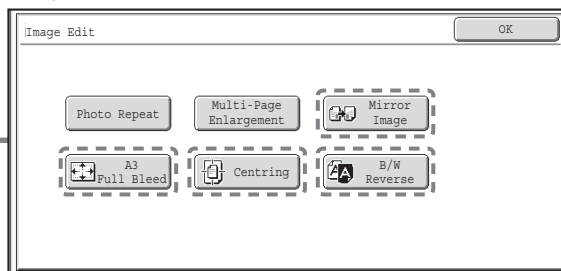 Image Edit
OK
Photo Repeat
Multi-Page
Enlargement
Mirror
Image
A3
Full Bleed
Centring
B/W
Reverse